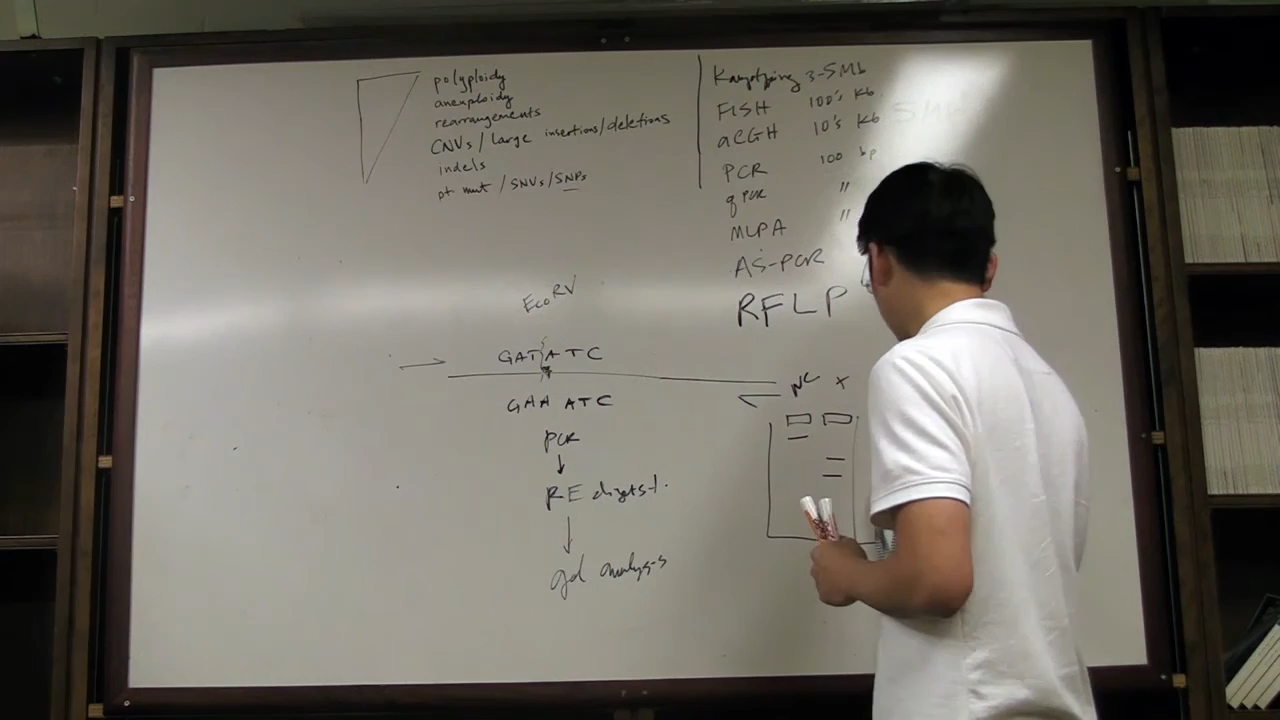 polyploidy
aneuploidy
rearrangements
CNVs / large insertions/deletions
indels
pt mut / SNVs / SNPs
Karyotyping 3-5Mb
FISH 100's Kb
aCGH 10's Kb
PCR 100 bp
qPCR "
MLPA "
AS-PCR
RFLP
EcoRV
GATATC
GAA ATC
PCR
RE digest.
gel analysis
NC +